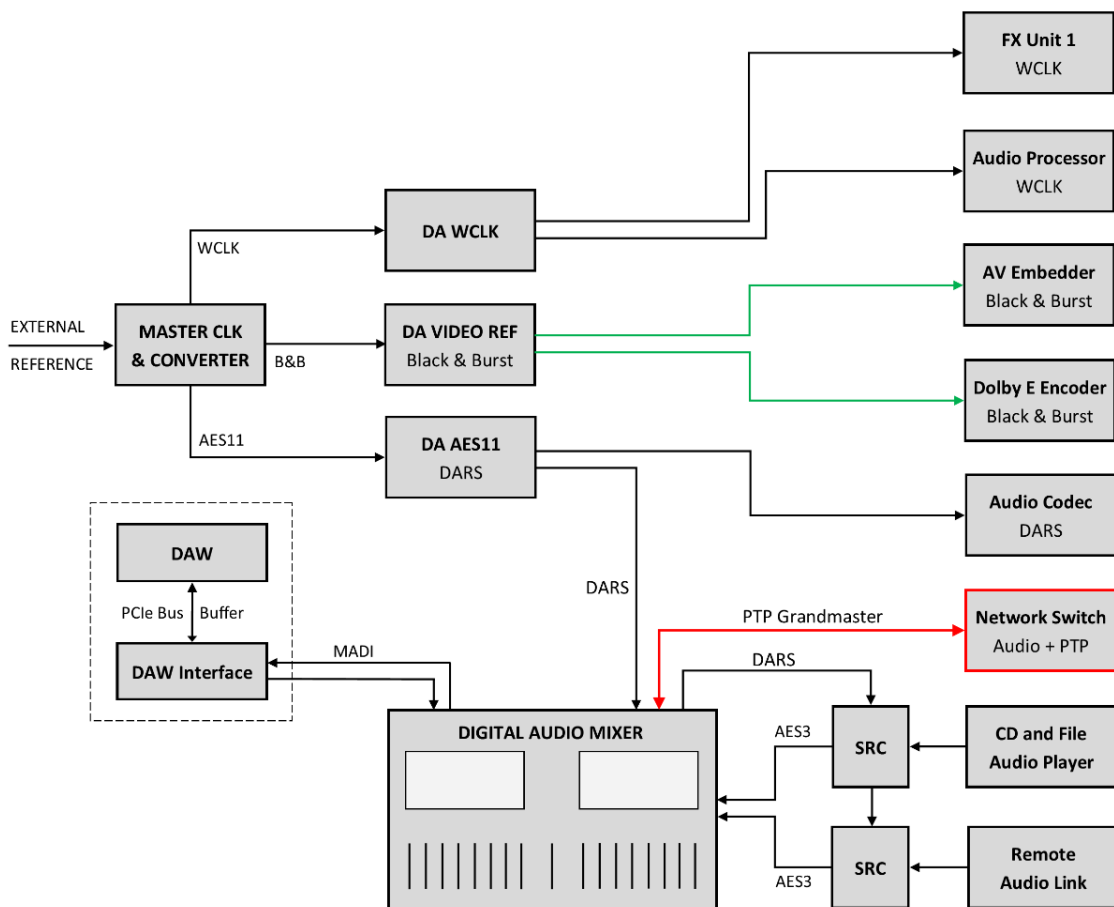 FX Unit 1
WCLK
Audio Processor
WCLK
DA WCLK
WCLK
AV Embedder
Black & Burst
EXTERNAL
REFERENCE
MASTER CLK
& CONVERTER
B&B
DA VIDEO REF
Black & Burst
Dolby E Encoder
Black & Burst
AES11
DA AES11
DARS
Audio Codec
DARS
DAW
PCIe Bus
Buffer
DAW Interface
MADI
DARS
PTP Grandmaster
Network Switch
Audio + PTP
DARS
DIGITAL AUDIO MIXER
AES3
SRC
CD and File
Audio Player
AES3
SRC
Remote
Audio Link